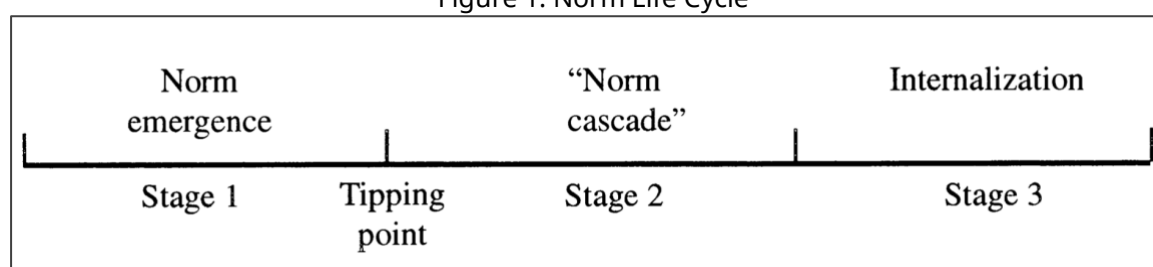 Figure 1: Norm Life Cycle
Norm
emergence
“Norm
cascade”
Internalization
Stage 1
Tipping
point
Stage 2
Stage 3